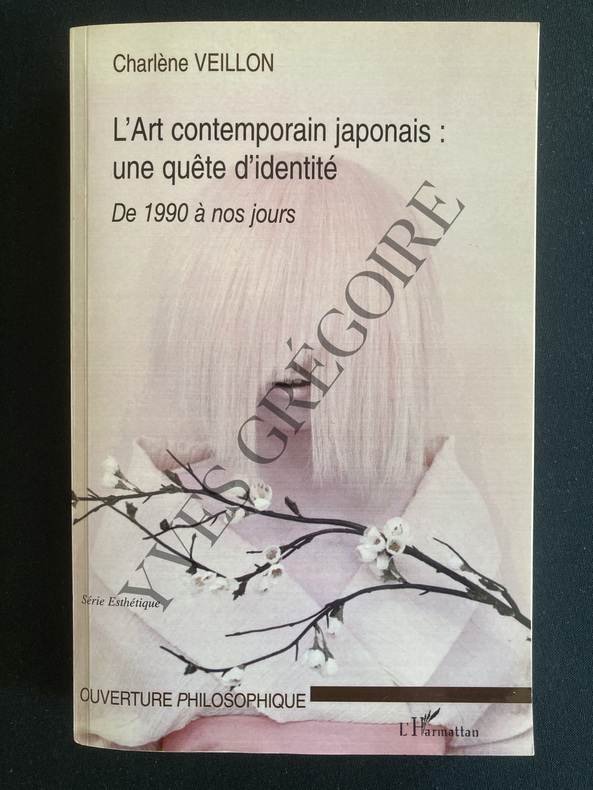 Charlène VEILLON
L'Art contemporain japonais :
une quête d'identité
De 1990 à nos jours
YVES GRÉGOIRE
Série Esthétique
OUVERTURE PHILOSOPHIQUE
L'Harmattan